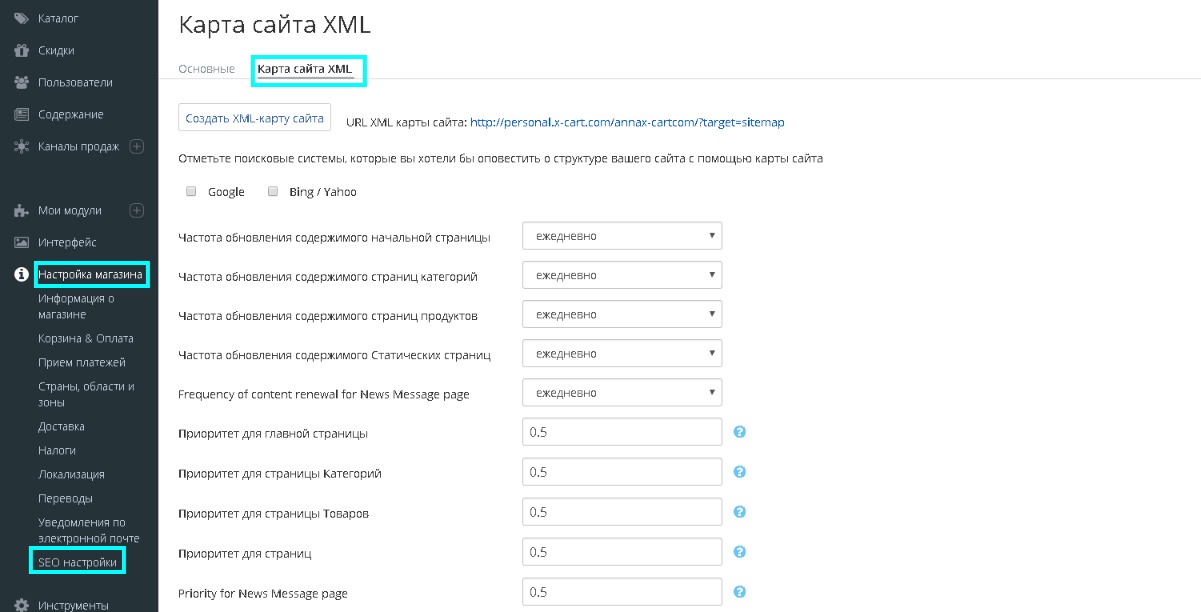 Каталог
Скидки
Пользователи
Содержание
Каналы продаж
Мои модули
Интерфейс
Настройка магазина
Информация о
магазине
Корзина & Оплата
Прием платежей
Страны, области и
зоны
Доставка
Налоги
Локализация
Переводы
Уведомления по
электронной почте
SEO настройки
Инструменты
Карта сайта XML
Основные Карта сайта XML
Создать XML-карту сайта URL XML карты сайта: http://personal.x-cart.com/annax-cartcom/?target=sitemap
Отметьте поисковые системы, которые вы хотели бы оповестить о структуре вашего сайта с помощью карты сайта
Google Bing / Yahoo
Частота обновления содержимого начальной страницы ежедневно
Частота обновления содержимого страниц категорий ежедневно
Частота обновления содержимого страниц продуктов ежедневно
Частота обновления содержимого Статических страниц ежедневно
Frequency of content renewal for News Message page ежедневно
Приоритет для главной страницы 0.5
Приоритет для страницы Категорий 0.5
Приоритет для страницы Товаров 0.5
Приоритет для страниц 0.5
Priority for News Message page 0.5